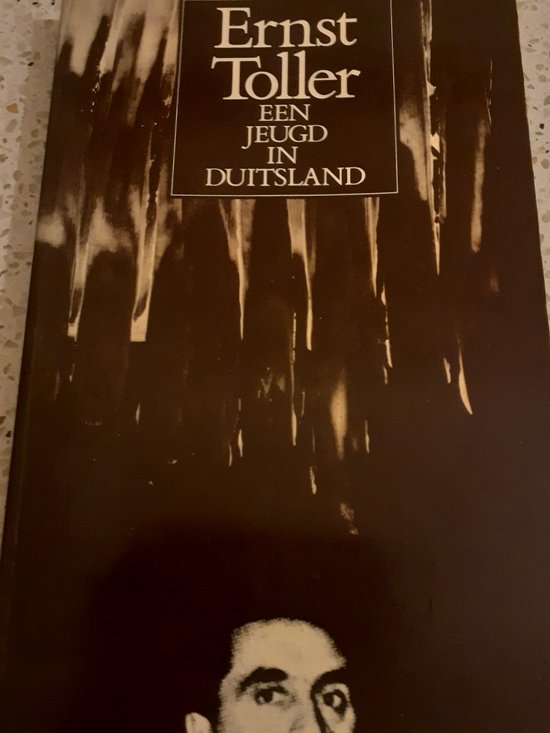 Ernst
Toller
EEN
JEUGD
IN
DUITSLAND